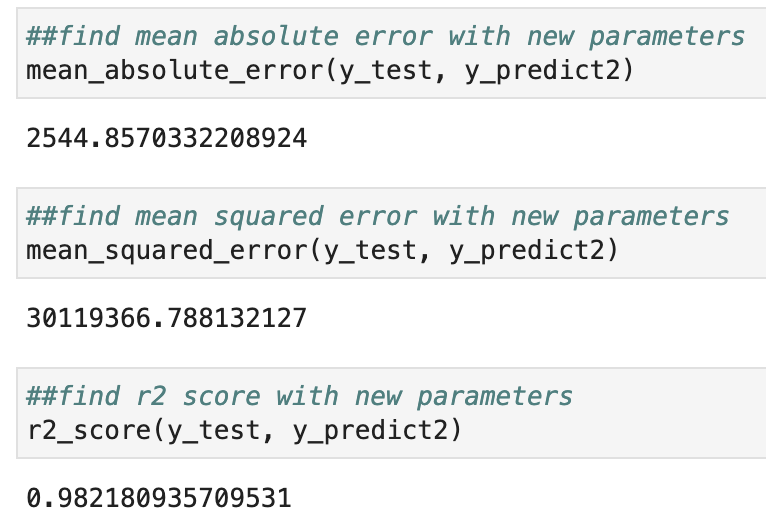 ##find mean absolute error with new parameters
mean_absolute_error(y_test, y_predict2)
2544.8570332208924
##find mean squared error with new parameters
mean_squared_error(y_test, y_predict2)
30119366.788132127
##find r2 score with new parameters
r2_score(y_test, y_predict2)
0.982180935709531